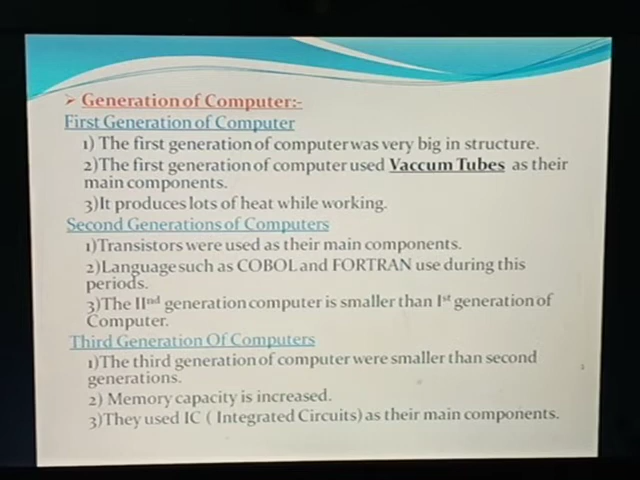 ➢ Generation of Computer:-
First Generation of Computer
1) The first generation of computer was very big in structure.
2)The first generation of computer used Vaccum Tubes as their
main components.
3)It produces lots of heat while working.
Second Generations of Computers
1)Transistors were used as their main components.
2)Language such as COBOL and FORTRAN use during this
periods.
3)The IInd generation computer is smaller than Ist generation of
Computer.
Third Generation Of Computers
1)The third generation of computer were smaller than second
generations.
2) Memory capacity is increased.
3)They used IC ( Integrated Circuits) as their main components.